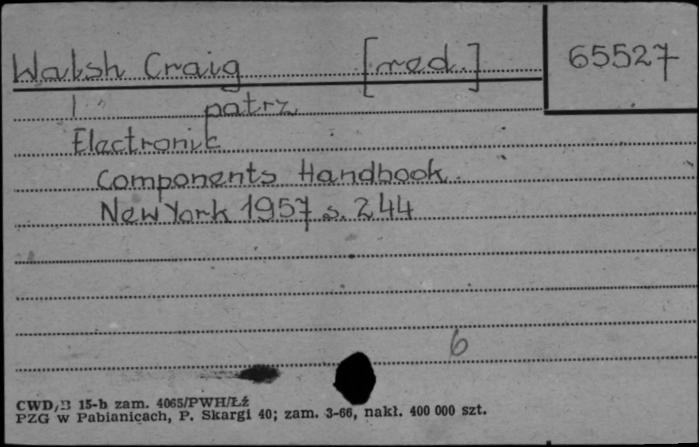 Walsh Craig [red.] 65527
1 patrz
Electronic
Components Handbook.
New York 1957 s. 244
6
CWD/B 15-b zam. 4065/PWH/Łź
PZG w Pabianicach, P. Skargi 40; zam. 3-66, nakł. 400 000 szt.